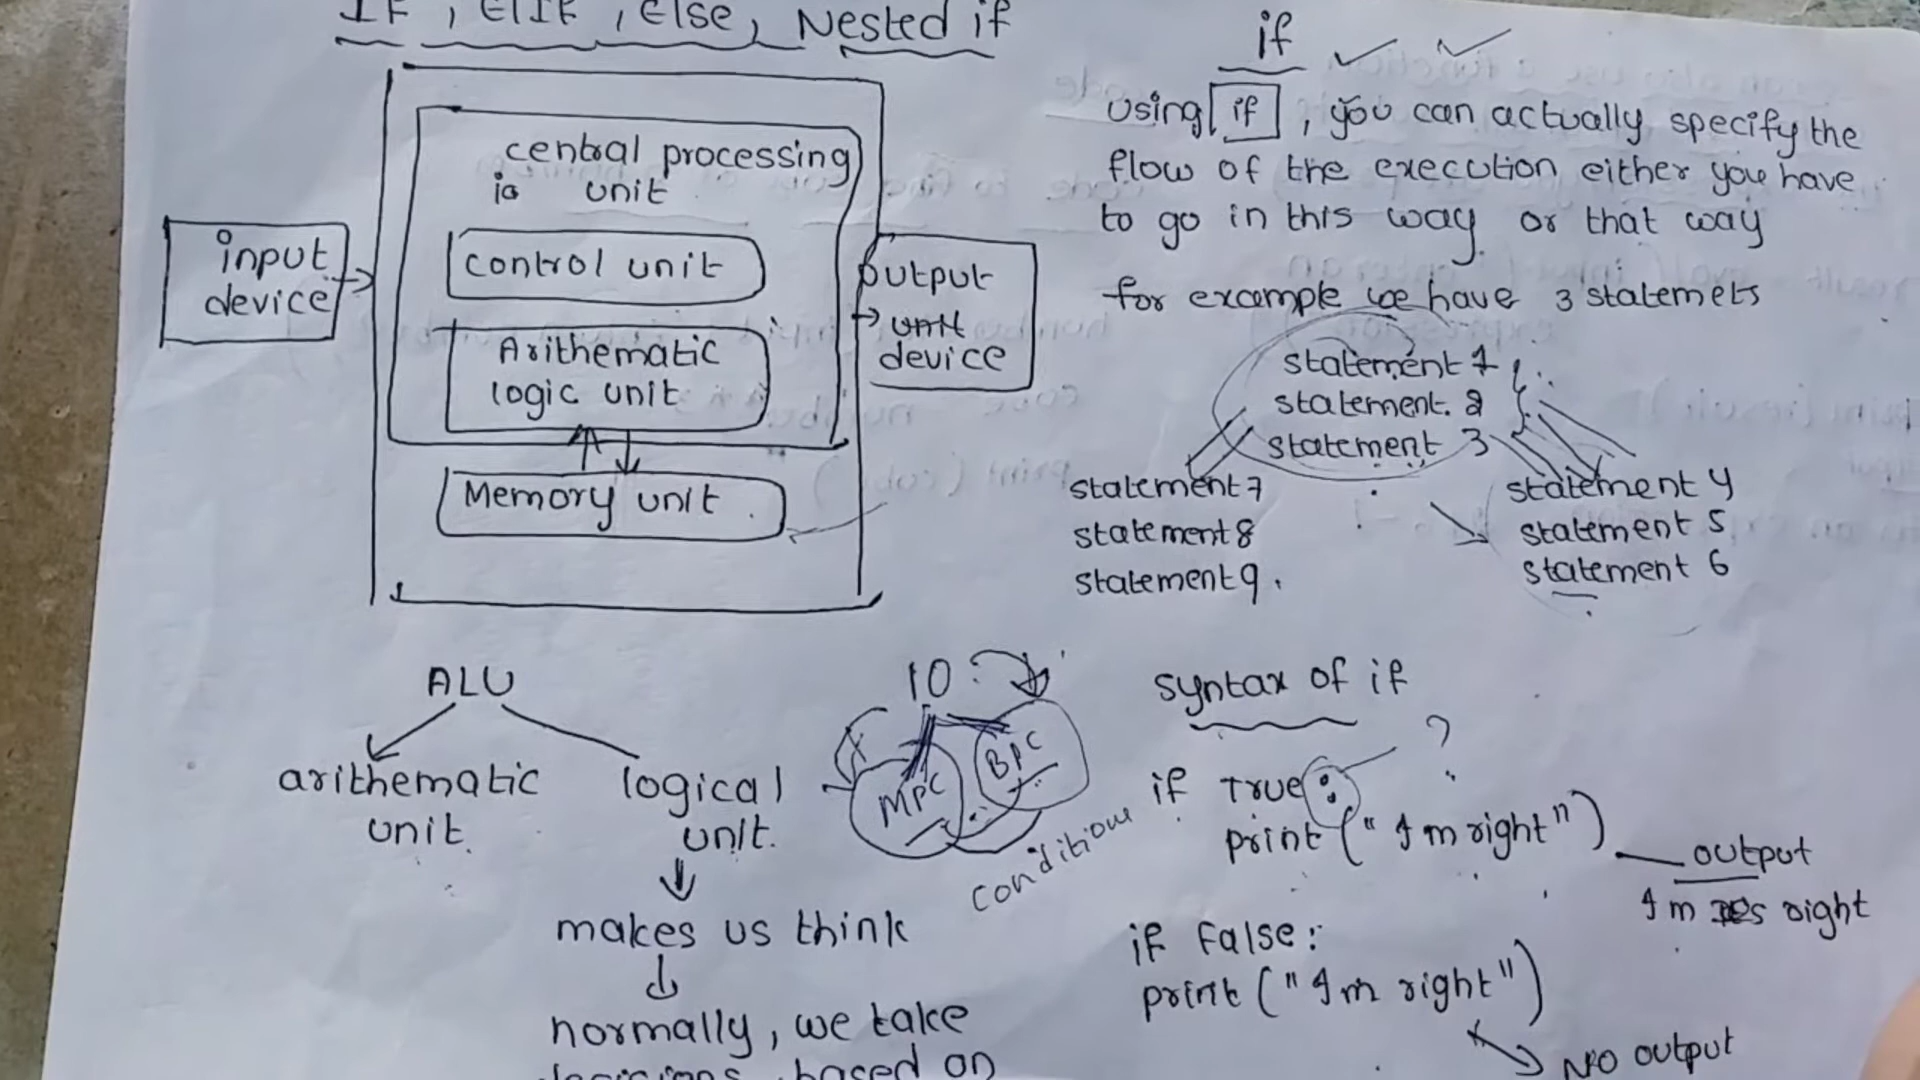 IF, ElIF, Else, Nested if
central processing
unit
input
device
control unit
Arithematic
logic unit
Memory unit
output
unit
device
ALU
arithematic
unit.
logical
unit.
makes us think
normally, we take
decisions, based on
10
MPC
BPC
conditions
if
Using if, you can actually specify the
flow of the execution either you have
to go in this way or that way
for example we have 3 statemets
statement 1
statement. 2
statement 3
statement 7
statement 8
statement 9.
statement 4
statement 5
statement 6
syntax of if
?
if True:
print ("I m right")
output
I m right
if False:
print ("I m right")
NO output